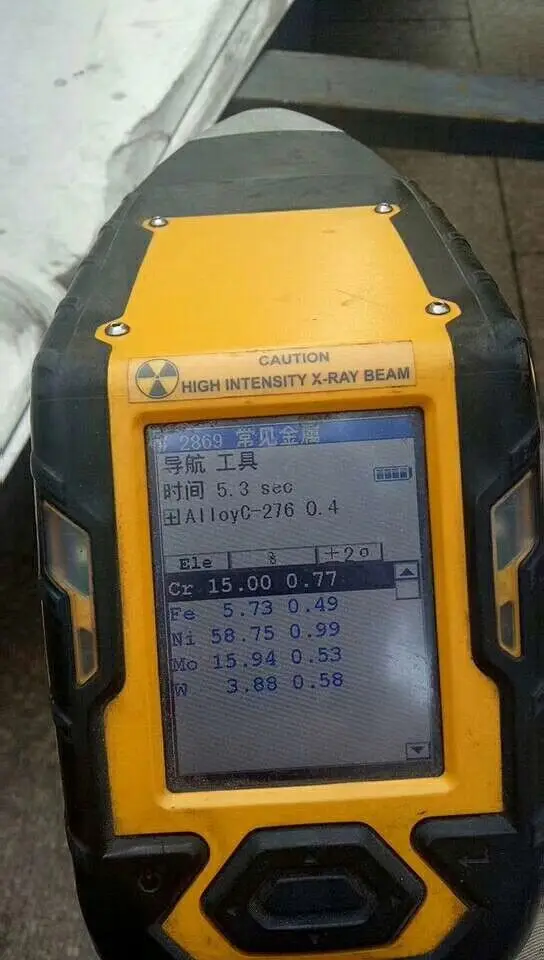 CAUTION
HIGH INTENSITY X-RAY BEAM
2869 常见金属
导航 工具
时间 5.3 sec
AlloyC-276 0.4
Ele % ±2σ
Cr 15.00 0.77
Fe 5.73 0.49
Ni 58.75 0.99
Mo 15.94 0.53
W 3.88 0.58